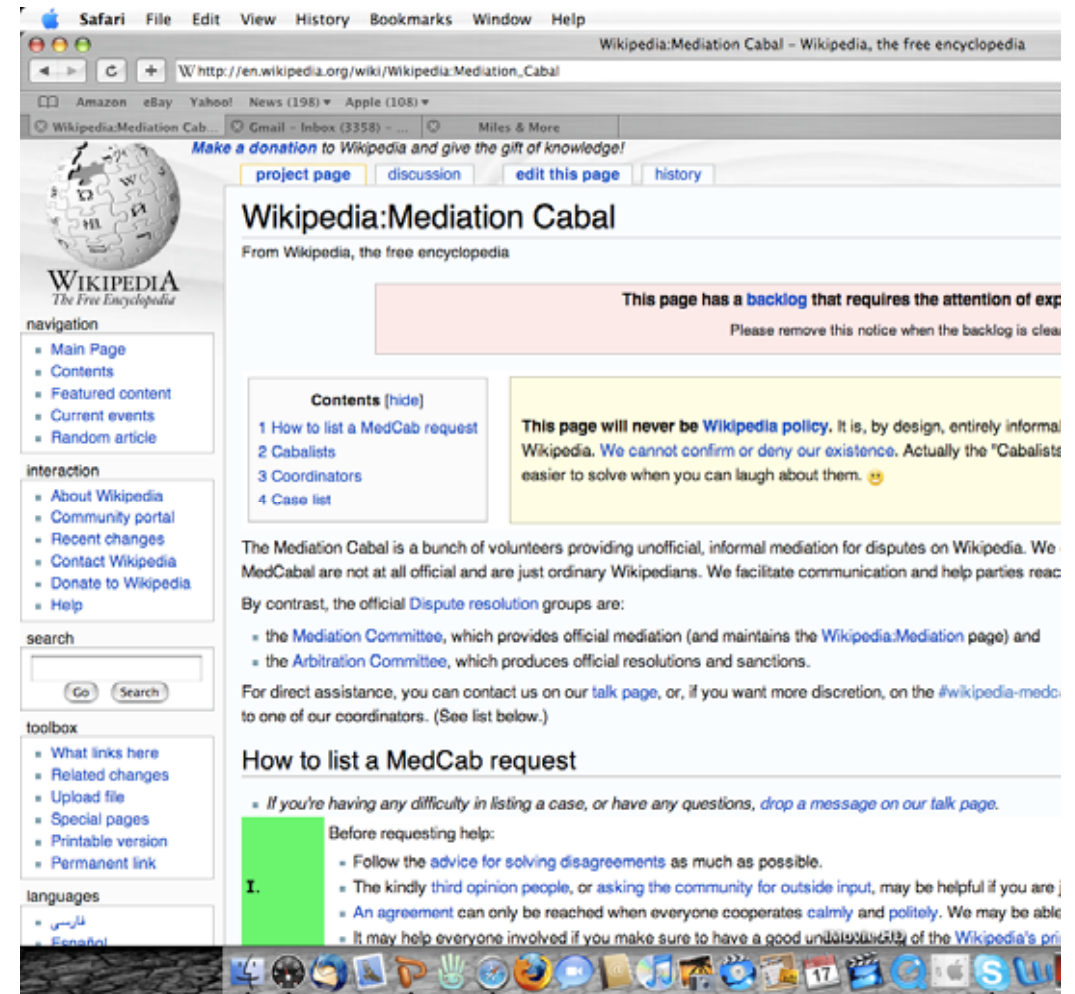 Safari File Edit View History Bookmarks Window Help
Wikipedia:Mediation Cabal – Wikipedia, the free encyclopedia
W http://en.wikipedia.org/wiki/Wikipedia:Mediation_Cabal
Amazon eBay Yahoo! News (198) Apple (108)
Wikipedia:Mediation Cab... Gmail – Inbox (3358) – ... Miles & More
Make a donation to Wikipedia and give the gift of knowledge!
project page discussion edit this page history
Wikipedia:Mediation Cabal
From Wikipedia, the free encyclopedia
WIKIPEDIA
The Free Encyclopedia
This page has a backlog that requires the attention of exp
Please remove this notice when the backlog is clea
navigation
Main Page
Contents
Featured content
Current events
Random article
interaction
About Wikipedia
Community portal
Recent changes
Contact Wikipedia
Donate to Wikipedia
Help
search
Go Search
toolbox
What links here
Related changes
Upload file
Special pages
Printable version
Permanent link
languages
فارسی
Español
Contents [hide]
1 How to list a MedCab request
2 Cabalists
3 Coordinators
4 Case list
This page will never be Wikipedia policy. It is, by design, entirely informal
Wikipedia. We cannot confirm or deny our existence. Actually the "Cabalists
easier to solve when you can laugh about them.
The Mediation Cabal is a bunch of volunteers providing unofficial, informal mediation for disputes on Wikipedia. We
MedCabal are not at all official and are just ordinary Wikipedians. We facilitate communication and help parties reac
By contrast, the official Dispute resolution groups are:
the Mediation Committee, which provides official mediation (and maintains the Wikipedia:Mediation page) and
the Arbitration Committee, which produces official resolutions and sanctions.
For direct assistance, you can contact us on our talk page, or, if you want more discretion, on the #wikipedia-medca
to one of our coordinators. (See list below.)
How to list a MedCab request
If you're having any difficulty in listing a case, or have any questions, drop a message on our talk page.
I.
Before requesting help:
Follow the advice for solving disagreements as much as possible.
The kindly third opinion people, or asking the community for outside input, may be helpful if you are j
An agreement can only be reached when everyone cooperates calmly and politely. We may be able
It may help everyone involved if you make sure to have a good of the Wikipedia's pri
17